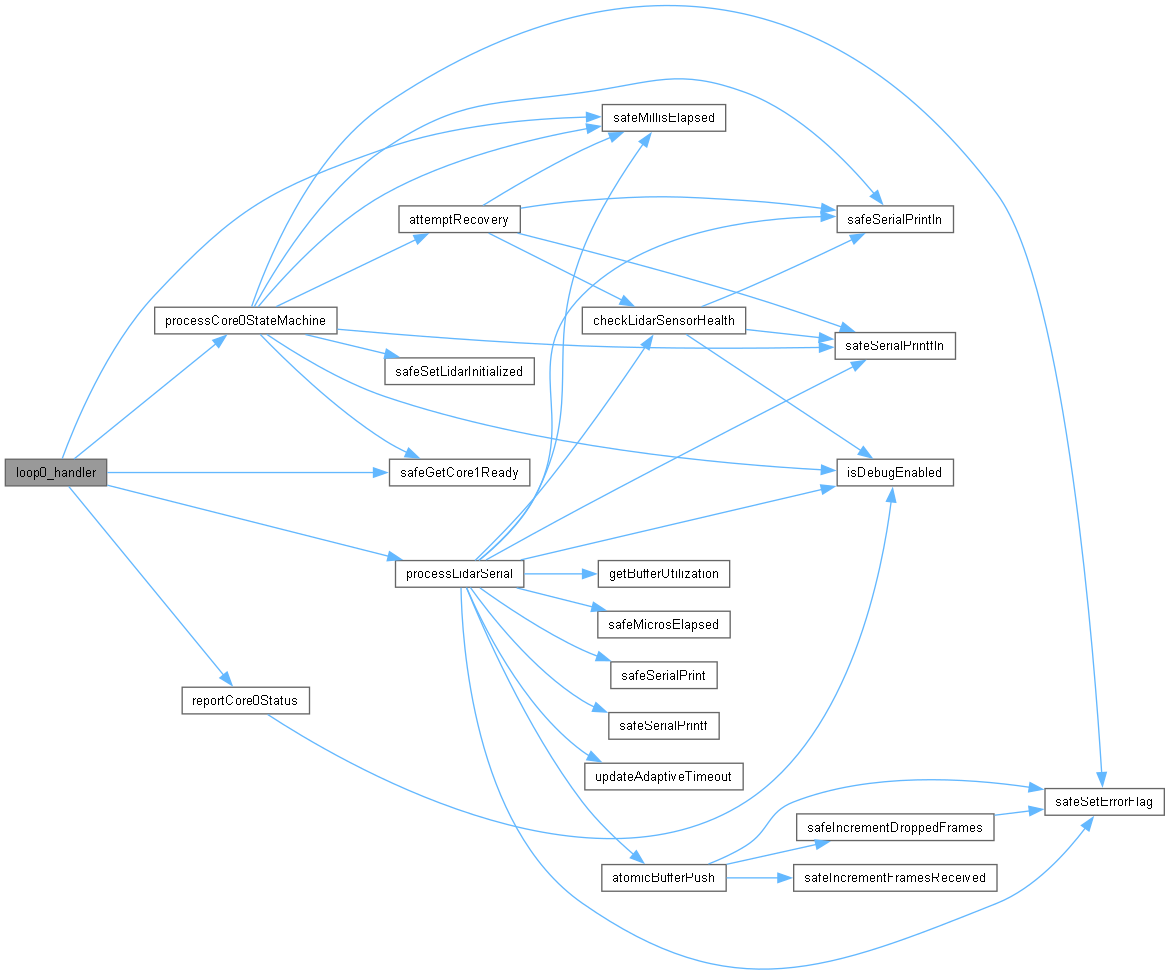 safeMillisElapsed
attemptRecovery
safeSerialPrintln
processCore0StateMachine
checkLidarSensorHealth
safeSerialPrintfln
safeSetLidarInitialized
loop0_handler
safeGetCore1Ready
isDebugEnabled
processLidarSerial
getBufferUtilization
safeMicrosElapsed
safeSerialPrint
reportCore0Status
safeSerialPrintf
updateAdaptiveTimeout
safeSetErrorFlag
safeIncrementDroppedFrames
atomicBufferPush
safeIncrementFramesReceived